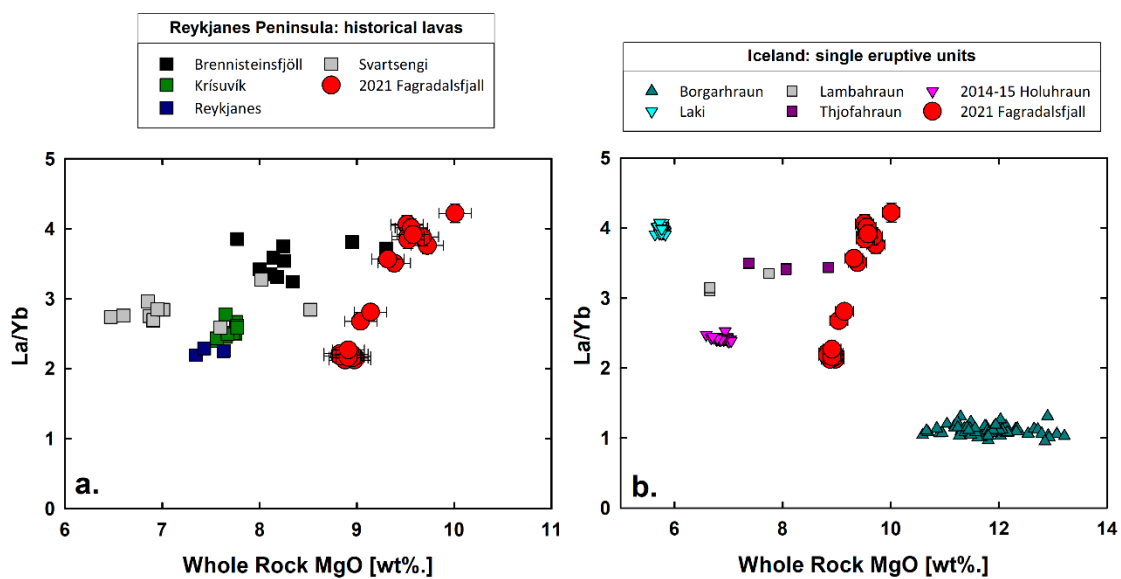 Reykjanes Peninsula: historical lavas
Brennisteinsfjöll
Svartsengi
Krísuvík
2021 Fagradalsfjall
Reykjanes
Iceland: single eruptive units
Borgarhraun
Lambahraun
2014-15 Holuhraun
Laki
Thjofahraun
2021 Fagradalsfjall
5
4
3
2
1
0
La/Yb
a.
6 7 8 9 10 11
Whole Rock MgO [wt%.]
5
4
3
2
1
0
La/Yb
b.
6 8 10 12 14
Whole Rock MgO [wt%.]